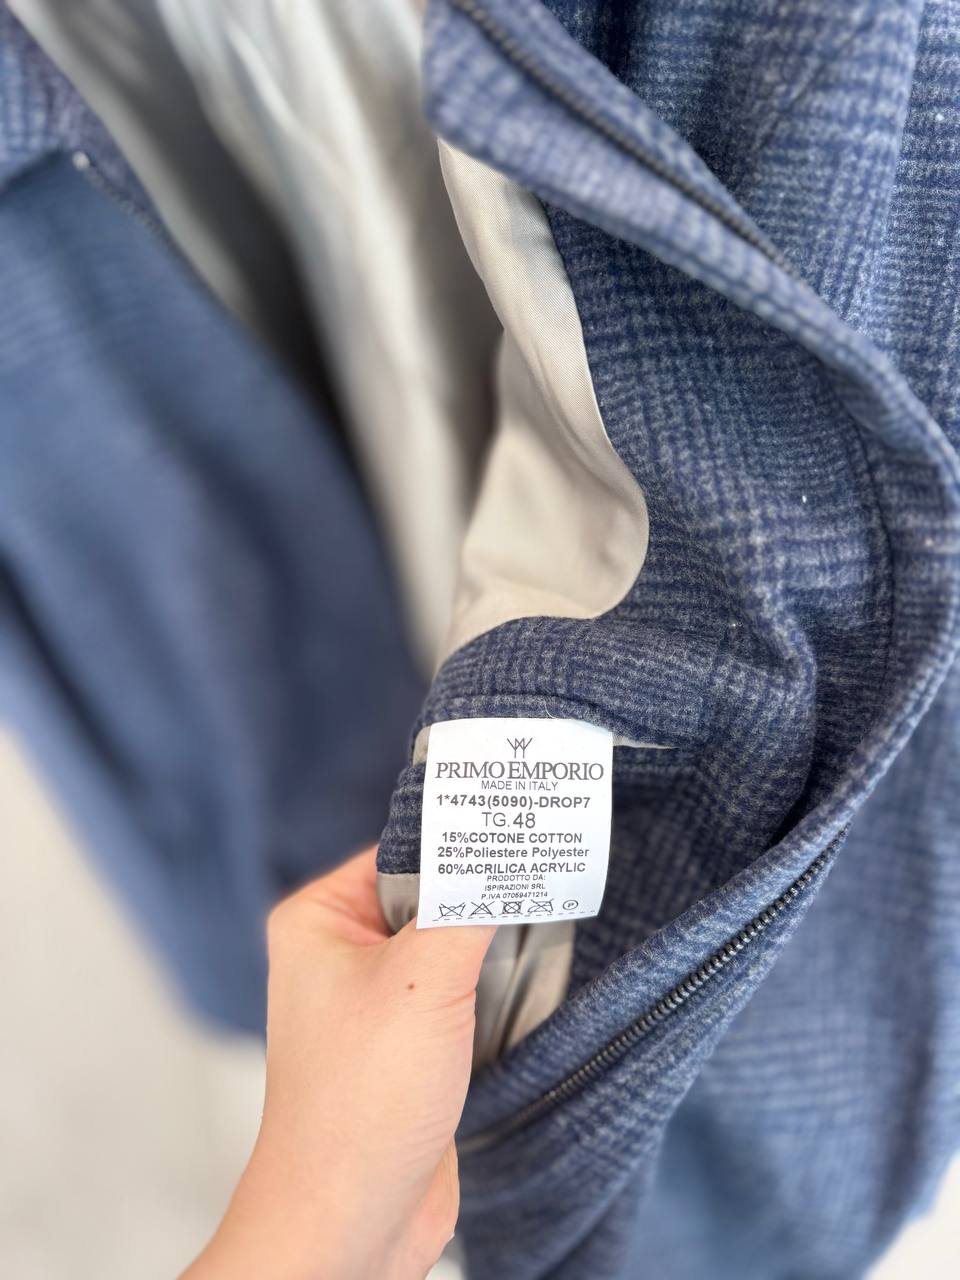 PRIMO EMPORIO
MADE IN ITALY
1*4743(5090)-DROP7
TG.48
15%COTONE COTTON
25%Poliestere Polyester
60%ACRILICA ACRYLIC
PRODOTTO DA:
ISPIRAZIONI SRL
P.IVA 07059471214
P